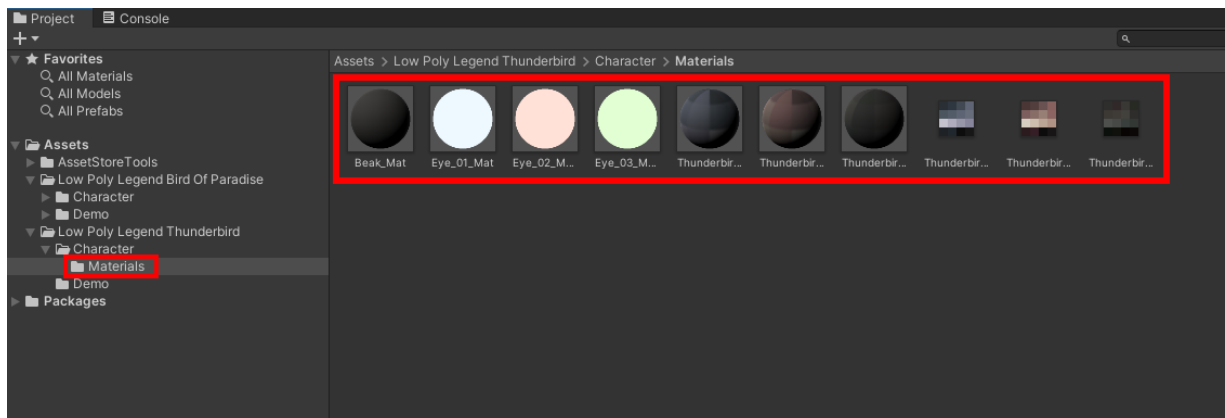 Project Console
Favorites
All Materials
All Models
All Prefabs
Assets
AssetStoreTools
Low Poly Legend Bird Of Paradise
Character
Demo
Low Poly Legend Thunderbird
Character
Materials
Demo
Packages
Assets > Low Poly Legend Thunderbird > Character > Materials
Beak_Mat Eye_01_Mat Eye_02_M... Eye_03_M... Thunderbir... Thunderbir... Thunderbir... Thunderbir... Thunderbir... Thunderbir...